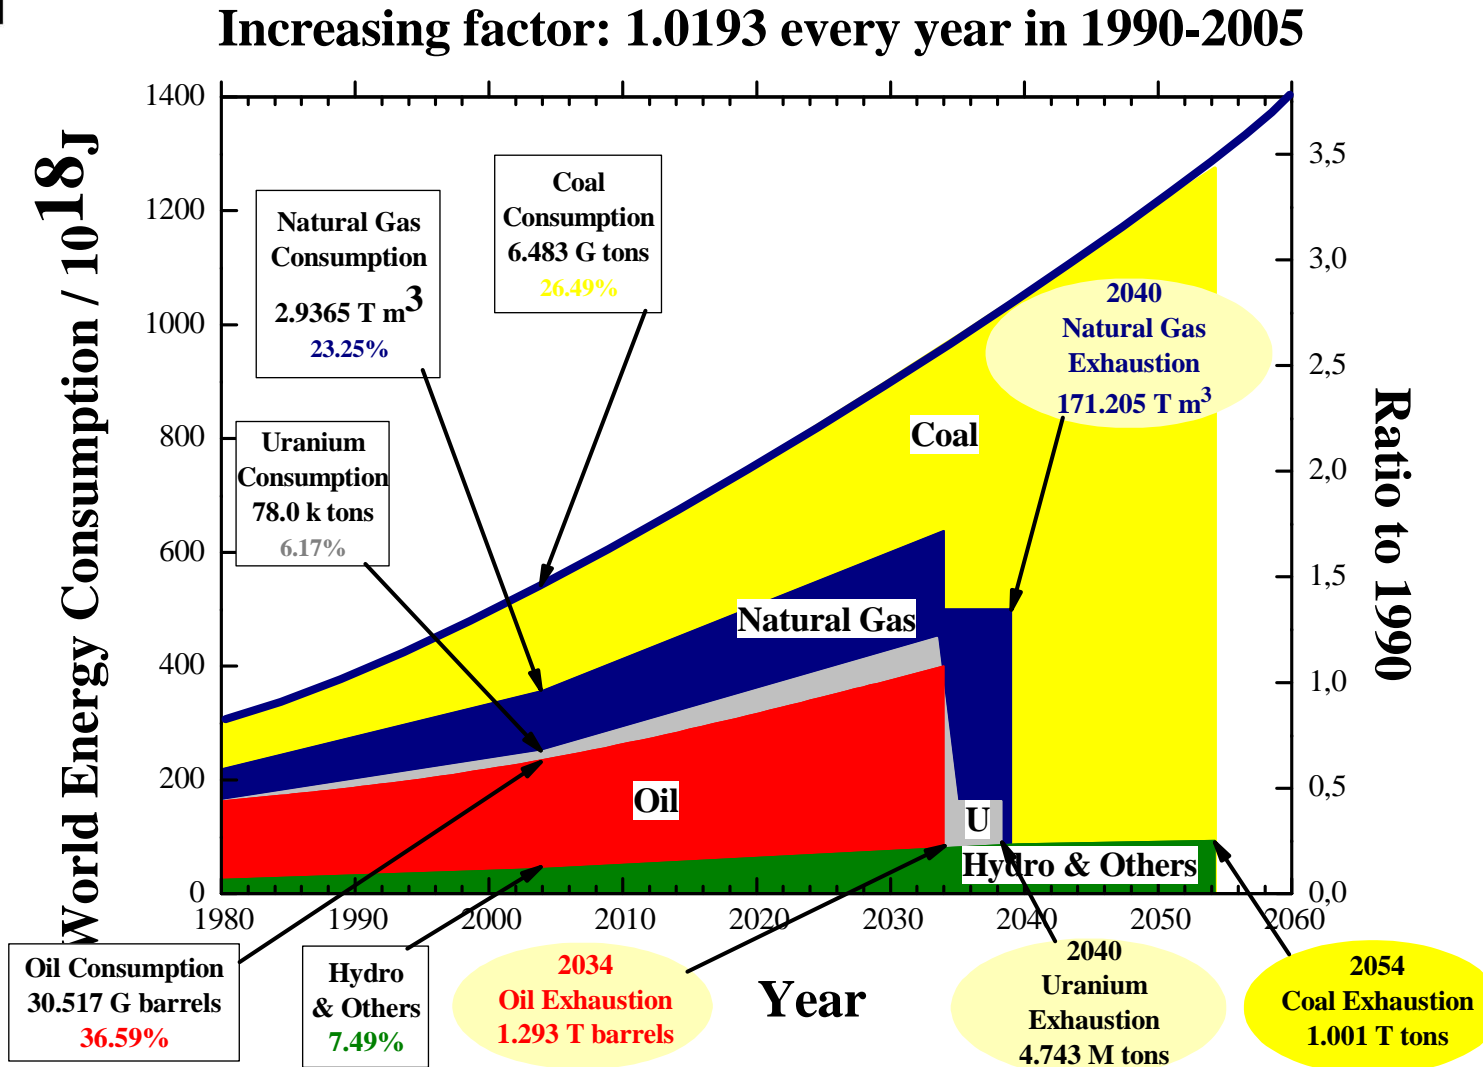 Increasing factor: 1.0193 every year in 1990-2005
World Energy Consumption / 10^18 J
1400
1200
1000
800
600
400
200
0
Natural Gas
Consumption
2.9365 T m³
23.25%
Coal
Consumption
6.483 G tons
26.49%
Uranium
Consumption
78.0 k tons
6.17%
2040
Natural Gas
Exhaustion
171.205 T m³
Coal
Natural Gas
Oil
U
Hydro & Others
3,5
3,0
2,5
2,0
1,5
1,0
0,5
0,0
Ratio to 1990
1980
1990
2000
2010
2020
2030
2040
2050
2060
Year
Oil Consumption
30.517 G barrels
36.59%
Hydro
& Others
7.49%
2034
Oil Exhaustion
1.293 T barrels
2040
Uranium
Exhaustion
4.743 M tons
2054
Coal Exhaustion
1.001 T tons